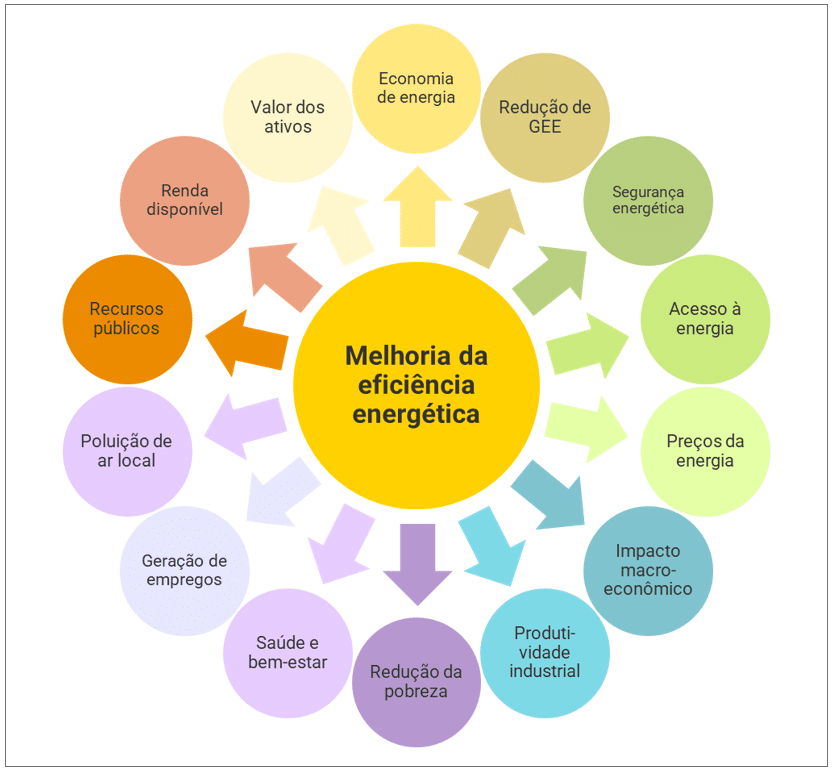 Economia
de energia
Redução de
GEE
Segurança
energética
Acesso à
energia
Preços da
energia
Impacto
macro-
econômico
Produti-
vidade
industrial
Redução da
pobreza
Saúde e
bem-estar
Geração de
empregos
Poluição de
ar local
Recursos
públicos
Renda
disponível
Valor dos
ativos
Melhoria da
eficiência
energética